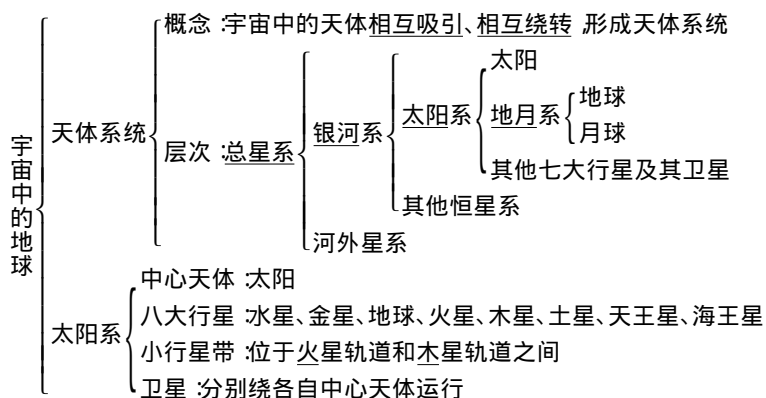 宇宙中的地球
天体系统
概念:宇宙中的天体相互吸引、相互绕转,形成天体系统
层次:总星系
银河系
太阳系
太阳
地月系
地球
月球
其他七大行星及其卫星
其他恒星系
河外星系
太阳系
中心天体:太阳
八大行星:水星、金星、地球、火星、木星、土星、天王星、海王星
小行星带:位于火星轨道和木星轨道之间
卫星:分别绕各自中心天体运行